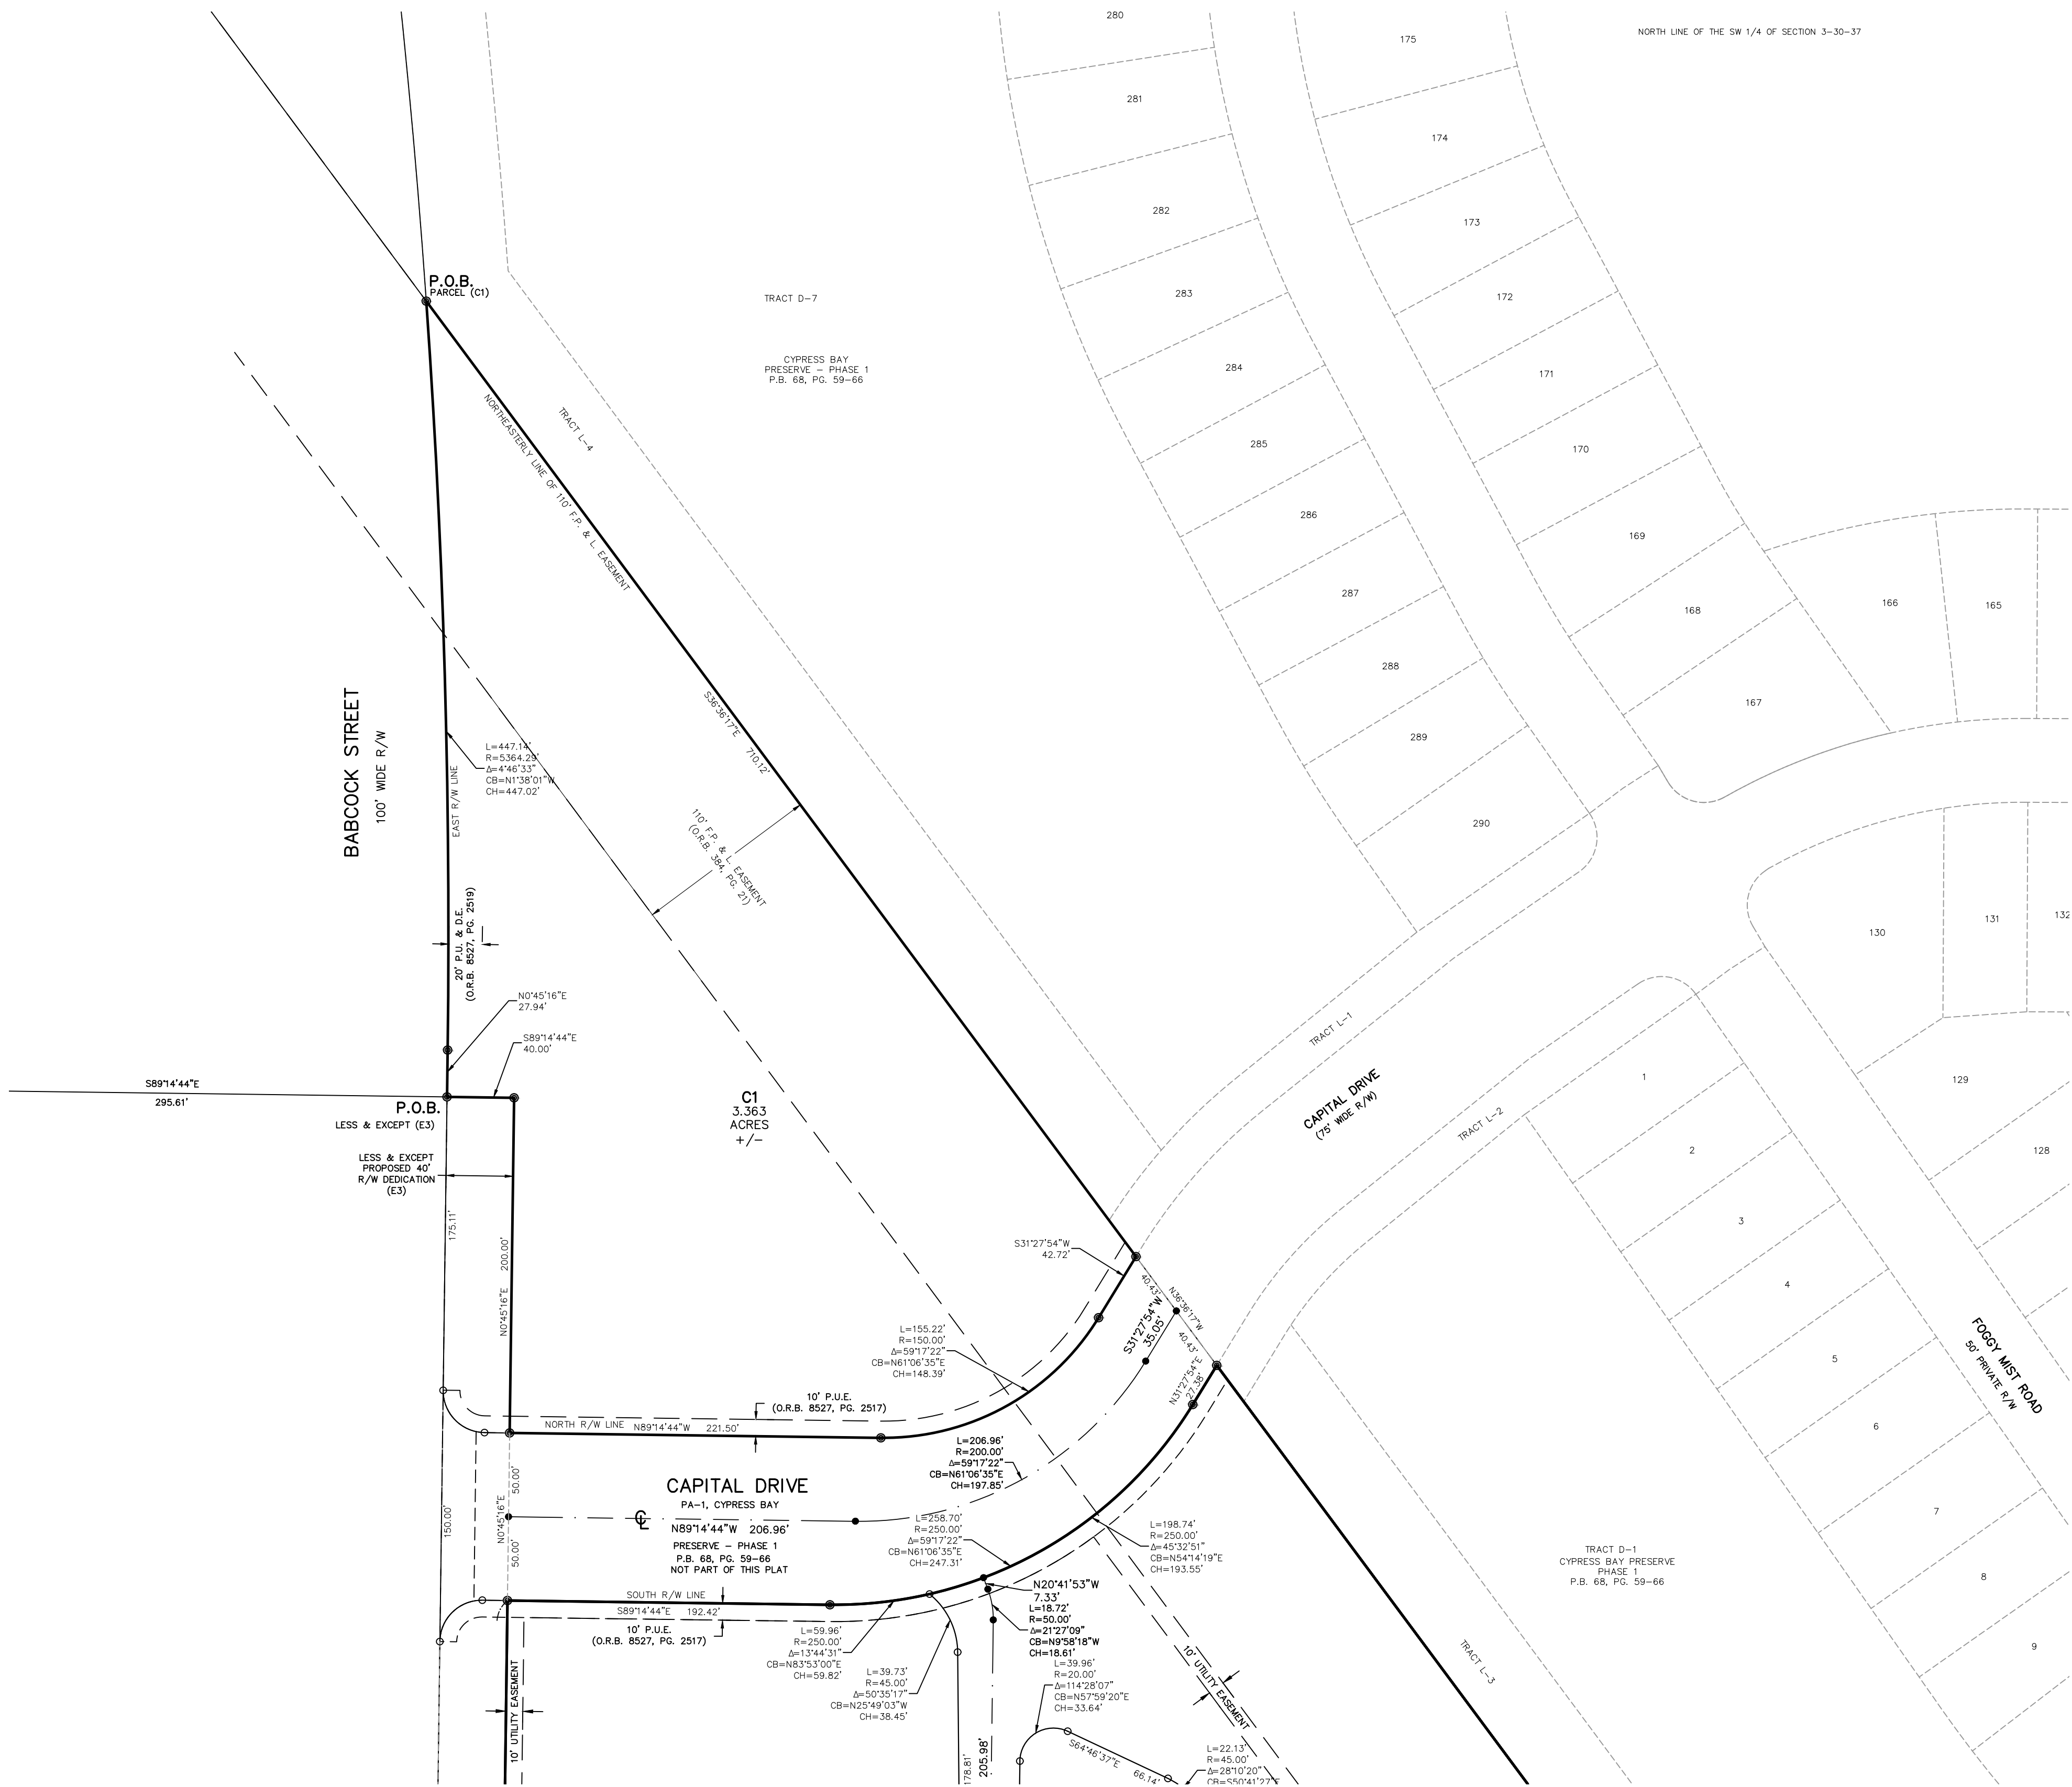 NORTH LINE OF THE SW 1/4 OF SECTION 3-30-37
280
281
282
283
284
285
286
287
288
289
290
175
174
173
172
171
170
169
168
167
166
165
P.O.B.
PARCEL (C1)
TRACT D-7
CYPRESS BAY
PRESERVE - PHASE 1
P.B. 68, PG. 59-66
TRACT L-4
NORTHEASTERLY LINE OF 110' F.P. & L. EASEMENT
S36°36'17"E 710.12'
BABCOCK STREET
100' WIDE R/W
EAST R/W LINE
L=447.14'
R=5364.29'
Δ=4°46'33"
CB=N1°38'01"W
CH=447.02'
110' F.P. & L. EASEMENT
(O.R.B. 384, PG. 21)
20' P.U. & D.E.
(O.R.B. 8527, PG. 2519)
N0°45'16"E
27.94'
S89°14'44"E
40.00'
S89°14'44"E
295.61'
P.O.B.
LESS & EXCEPT (E3)
LESS & EXCEPT
PROPOSED 40'
R/W DEDICATION
(E3)
175.11'
N0°45'16"E 200.00'
C1
3.363
ACRES
+/-
130
131
132
129
128
TRACT L-1
CAPITAL DRIVE
(75' WIDE R/W)
TRACT L-2
1
2
3
4
5
6
7
8
9
FOGGY MIST ROAD
50' PRIVATE R/W
S31°27'54"W
42.72'
40.43'
N36°36'17"W
40.43'
S31°27'54"W
35.05'
N31°27'54"E
27.38'
L=155.22'
R=150.00'
Δ=59°17'22"
CB=N61°06'35"E
CH=148.39'
10' P.U.E.
(O.R.B. 8527, PG. 2517)
NORTH R/W LINE N89°14'44"W 221.50'
L=206.96'
R=200.00'
Δ=59°17'22"
CB=N61°06'35"E
CH=197.85'
CAPITAL DRIVE
PA-1, CYPRESS BAY
N89°14'44"W 206.96'
PRESERVE - PHASE 1
P.B. 68, PG. 59-66
NOT PART OF THIS PLAT
150.00'
N0°45'16"E
50.00'
50.00'
L=258.70'
R=250.00'
Δ=59°17'22"
CB=N61°06'35"E
CH=247.31'
L=198.74'
R=250.00'
Δ=45°32'51"
CB=N54°14'19"E
CH=193.55'
SOUTH R/W LINE
S89°14'44"E 192.42'
10' P.U.E.
(O.R.B. 8527, PG. 2517)
L=59.96'
R=250.00'
Δ=13°44'31"
CB=N83°53'00"E
CH=59.82'
N20°41'53"W
7.33'
L=18.72'
R=50.00'
Δ=21°27'09"
CB=N9°58'18"W
CH=18.61'
L=39.73'
R=45.00'
Δ=50°35'17"
CB=N25°49'03"W
CH=38.45'
L=39.96'
R=20.00'
Δ=114°28'07"
CB=N57°59'20"E
CH=33.64'
10' UTILITY EASEMENT
10' UTILITY EASEMENT
178.81'
205.98'
S64°46'37"E 66.14'
L=22.13'
R=45.00'
Δ=28°10'20"
CB=S50°41'27"E
TRACT D-1
CYPRESS BAY PRESERVE
PHASE 1
P.B. 68, PG. 59-66
TRACT L-3